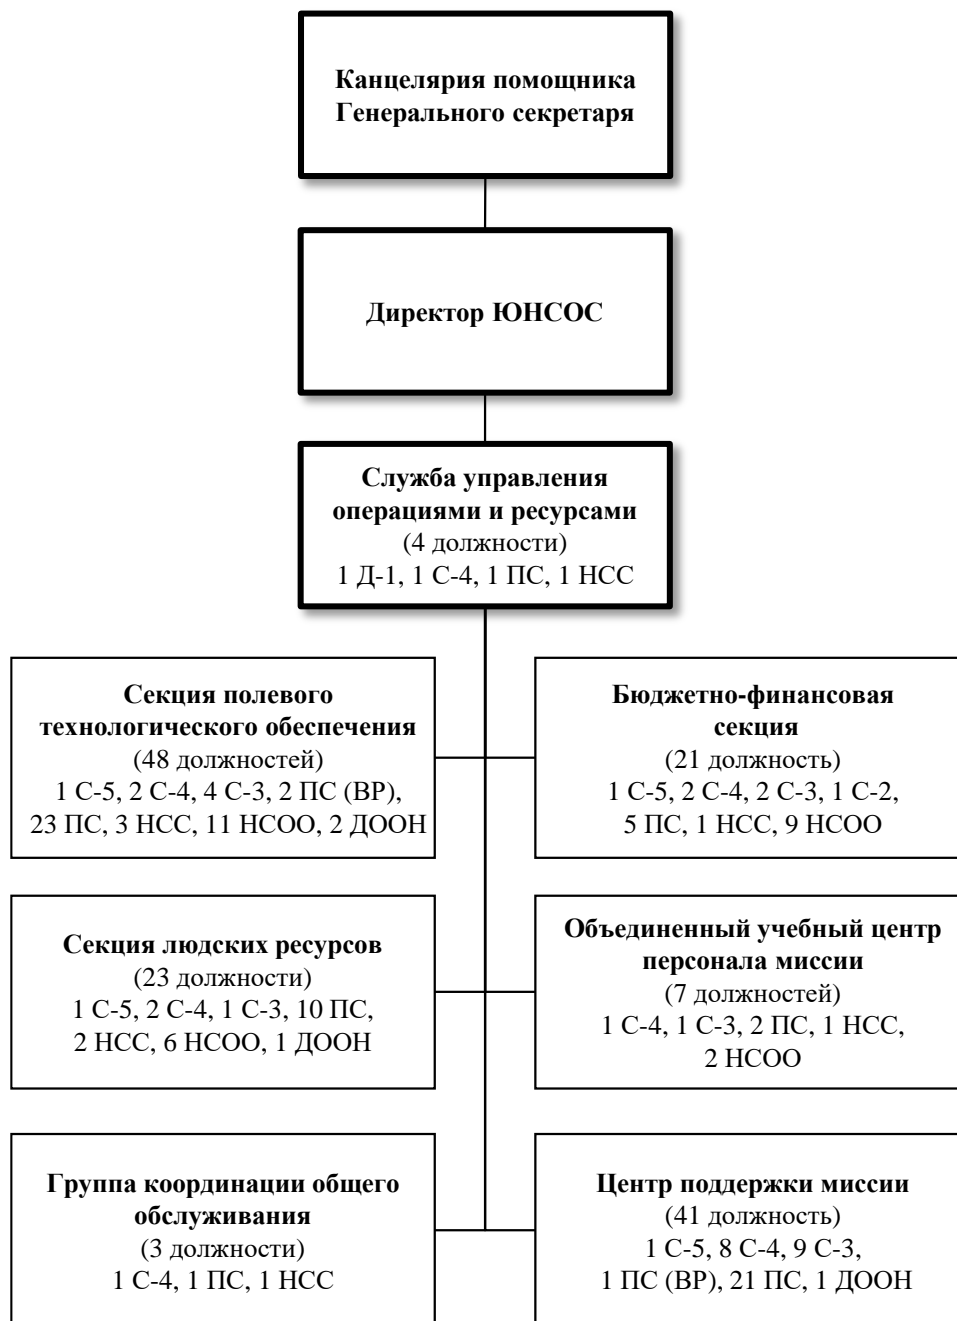 Канцелярия помощника
Генерального секретаря
Директор ЮНСОС
Служба управления
операциями и ресурсами
(4 должности)
1 Д-1, 1 С-4, 1 ПС, 1 НСС
Секция полевого
технологического обеспечения
(48 должностей)
1 С-5, 2 С-4, 4 С-3, 2 ПС (ВР),
23 ПС, 3 НСС, 11 НСОО, 2 ДООН
Бюджетно-финансовая
секция
(21 должность)
1 С-5, 2 С-4, 2 С-3, 1 С-2,
5 ПС, 1 НСС, 9 НСОО
Секция людских ресурсов
(23 должности)
1 С-5, 2 С-4, 1 С-3, 10 ПС,
2 НСС, 6 НСОО, 1 ДООН
Объединенный учебный центр
персонала миссии
(7 должностей)
1 С-4, 1 С-3, 2 ПС, 1 НСС,
2 НСОО
Группа координации общего
обслуживания
(3 должности)
1 С-4, 1 ПС, 1 НСС
Центр поддержки миссии
(41 должность)
1 С-5, 8 С-4, 9 С-3,
1 ПС (ВР), 21 ПС, 1 ДООН